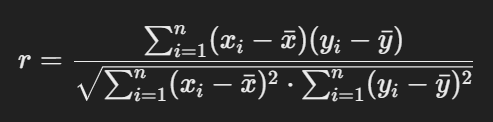 r = \frac{\sum_{i=1}^{n}(x_i - \bar{x})(y_i - \bar{y})}{\sqrt{\sum_{i=1}^{n}(x_i - \bar{x})^2 \cdot \sum_{i=1}^{n}(y_i - \bar{y})^2}}